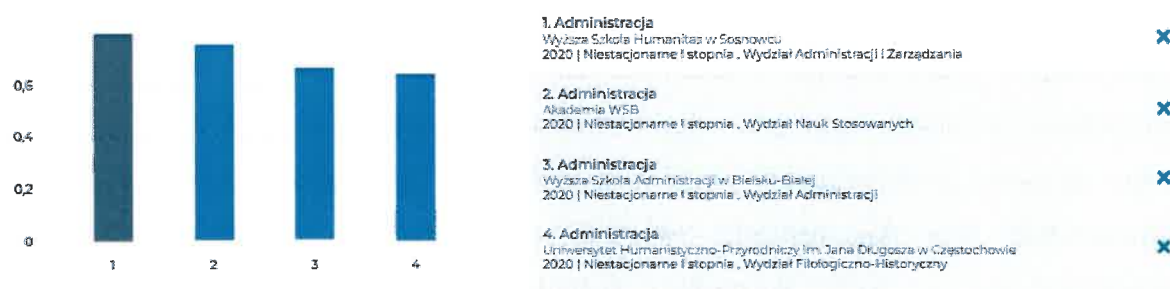 0,6
0,4
0,2
0
1 2 3 4
1. Administracja
Wyższa Szkoła Humanitas w Sosnowcu
2020 | Niestacjonarne I stopnia , Wydział Administracji i Zarządzania
2. Administracja
Akademia WSB
2020 | Niestacjonarne I stopnia , Wydział Nauk Stosowanych
3. Administracja
Wyższa Szkoła Administracji w Bielsku-Białej
2020 | Niestacjonarne I stopnia , Wydział Administracji
4. Administracja
Uniwersytet Humanistyczno-Przyrodniczy im. Jana Długosza w Częstochowie
2020 | Niestacjonarne I stopnia , Wydział Filologiczno-Historyczny